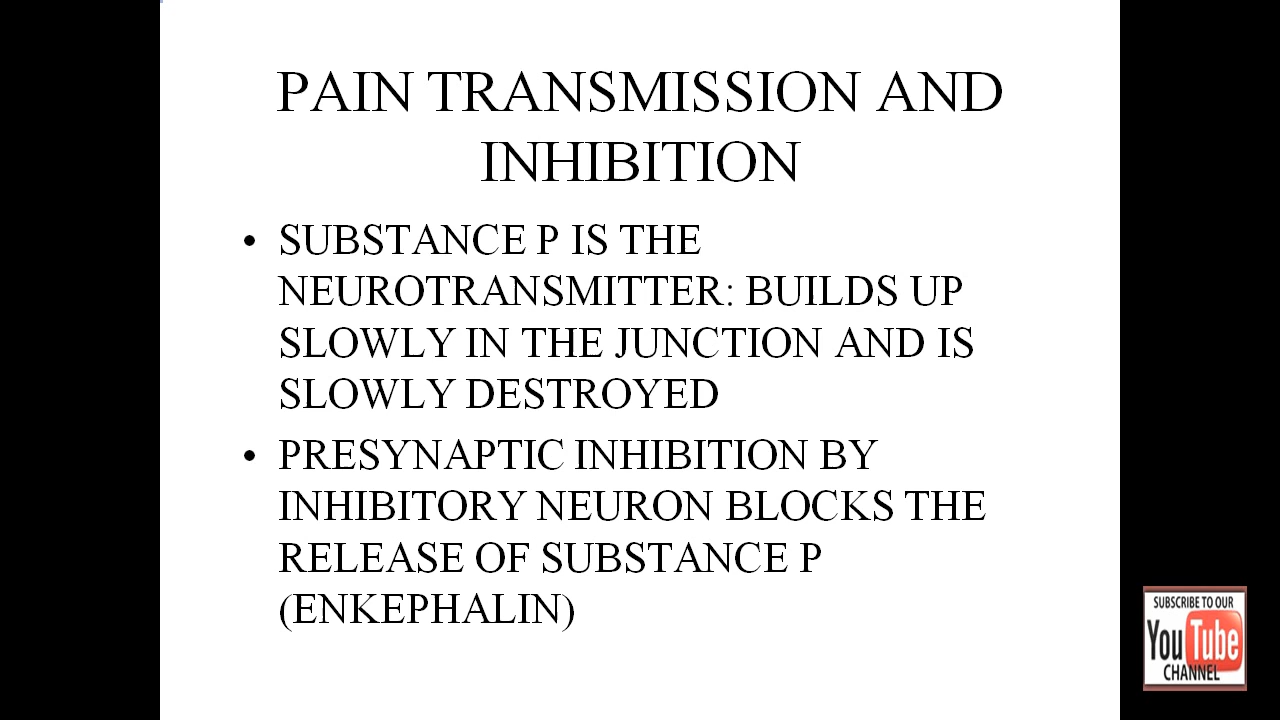 PAIN TRANSMISSION AND
INHIBITION
• SUBSTANCE P IS THE
NEUROTRANSMITTER: BUILDS UP
SLOWLY IN THE JUNCTION AND IS
SLOWLY DESTROYED
• PRESYNAPTIC INHIBITION BY
INHIBITORY NEURON BLOCKS THE
RELEASE OF SUBSTANCE P
(ENKEPHALIN)
SUBSCRIBE TO OUR
YouTube
CHANNEL